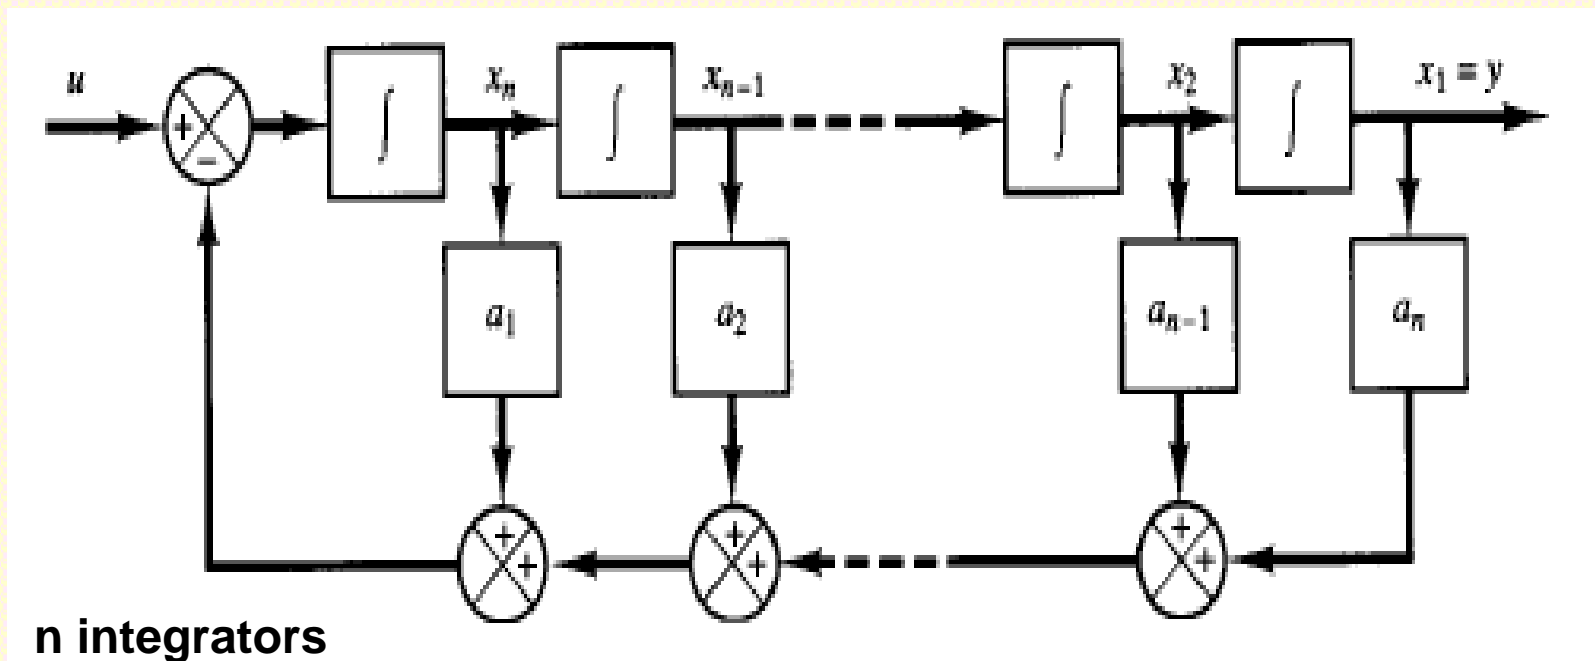 u xₙ xₙ₋₁ x₂ x₁ = y
+ ∫ ∫ ∫ ∫
−
a₁ a₂ aₙ₋₁ aₙ
+ + +
+ + +
n integrators